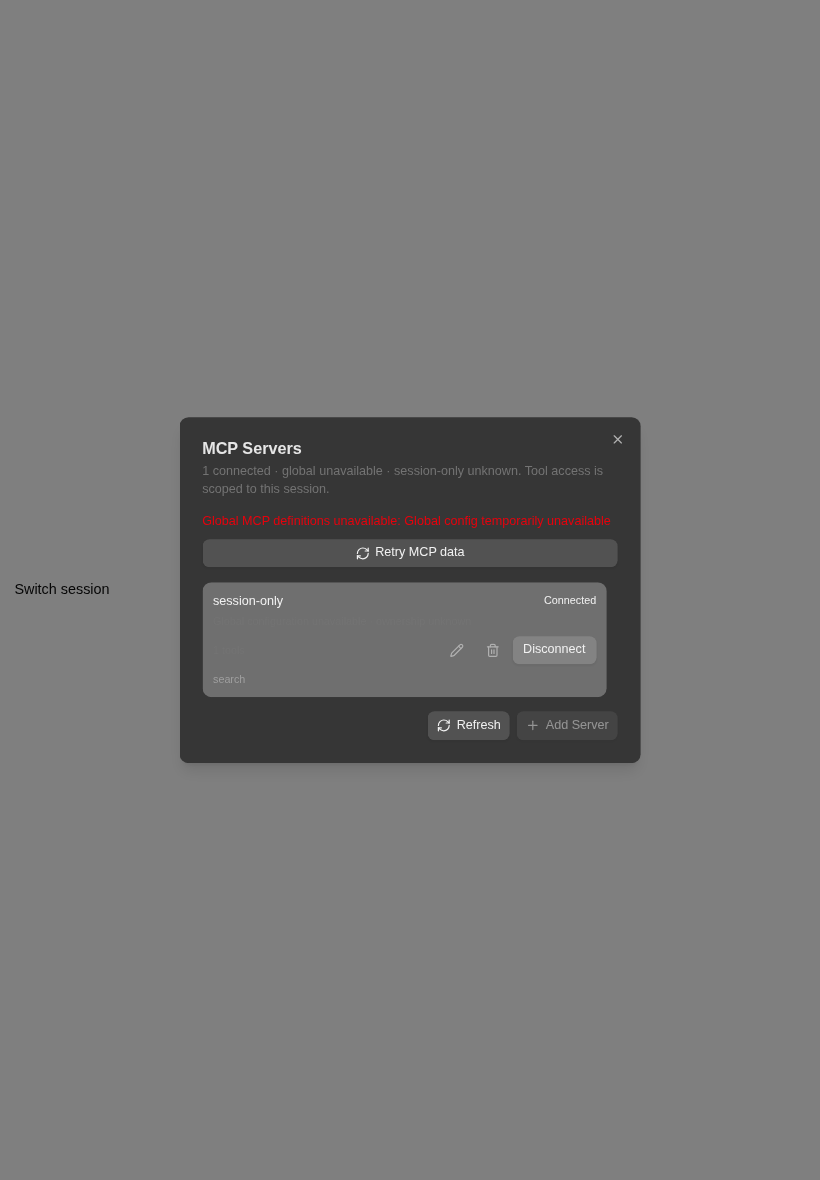 MCP Servers
1 connected · global unavailable · session-only unknown. Tool access is
scoped to this session.
Global MCP definitions unavailable: Global config temporarily unavailable
Retry MCP data
Switch session
session-only
Connected
Disconnect
search
Refresh
Add Server